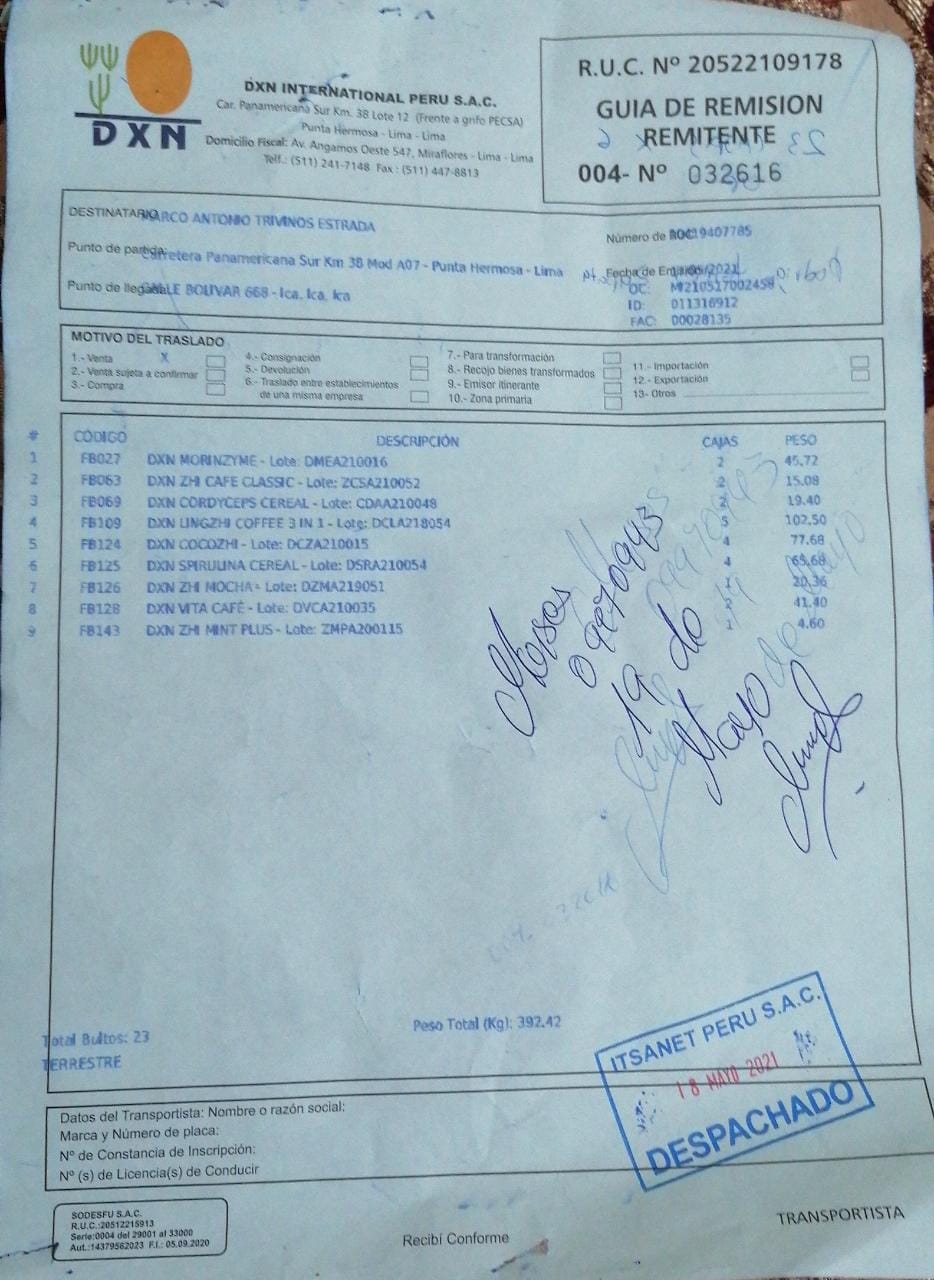 DXN
DXN INTERNATIONAL PERU S.A.C.
Car. Panamericana Sur Km. 38 Lote 12 (Frente a grifo PECSA)
Punta Hermosa - Lima - Lima
Domicilio Fiscal: Av. Angamos Oeste 547, Miraflores - Lima - Lima
Telf.: (511) 241-7148 Fax : (511) 447-8813
R.U.C. Nº 20522109178
GUIA DE REMISION
REMITENTE
004- Nº 032616
DESTINATARIO MARCO ANTONIO TRIVINOS ESTRADA
Número de 19407785
Punto de partida: Carretera Panamericana Sur Km 38 Mod A07 - Punta Hermosa - Lima
Fecha de 2021
OC: MI210517002458
Punto de llegada CALLE BOLIVAR 668 - Ica, Ica, Ica
ID: 011316912
FAC: 00028135
MOTIVO DEL TRASLADO
1.- Venta X
2.- Venta sujeta a confirmar
3.- Compra
4.- Consignación
5.- Devolución
6.- Traslado entre establecimientos
de una misma empresa
7.- Para transformación
8.- Recojo bienes transformados
9.- Emisor itinerante
10.- Zona primaria
11.- Importación
12.- Exportación
13- Otros
# CÓDIGO DESCRIPCIÓN CAJAS PESO
1 FB027 DXN MORINZYME - Lote: DMEA210016 2 45.72
2 FB063 DXN ZHI CAFE CLASSIC - Lote: ZCSA210052 2 15.08
3 FB069 DXN CORDYCEPS CEREAL - Lote: CDAA210048 2 19.40
4 FB109 DXN LINGZHI COFFEE 3 IN 1 - Lote: DCLA218054 5 102.50
5 FB124 DXN COCOZHI - Lote: DCZA210015 4 77.68
6 FB125 DXN SPIRULINA CEREAL - Lote: DSRA210054 4 65.68
7 FB126 DXN ZHI MOCHA - Lote: DZMA219051 1 20.36
8 FB128 DXN VITA CAFÉ - Lote: DVCA210035 2 41.40
9 FB143 DXN ZHI MINT PLUS - Lote: ZMPA200115 1 4.60
19 de
Mayo
Total Bultos: 23
Peso Total (Kg): 392.42
TERRESTRE
ITSANET PERU S.A.C.
18 MAYO 2021
DESPACHADO
Datos del Transportista: Nombre o razón social:
Marca y Número de placa:
Nº de Constancia de Inscripción:
Nº (s) de Licencia(s) de Conducir
SODESFU S.A.C.
R.U.C.:20512215913
Serie:0004 del 29001 al 33000
Aut.:14379562023 F.I.: 05.09.2020
Recibí Conforme
TRANSPORTISTA